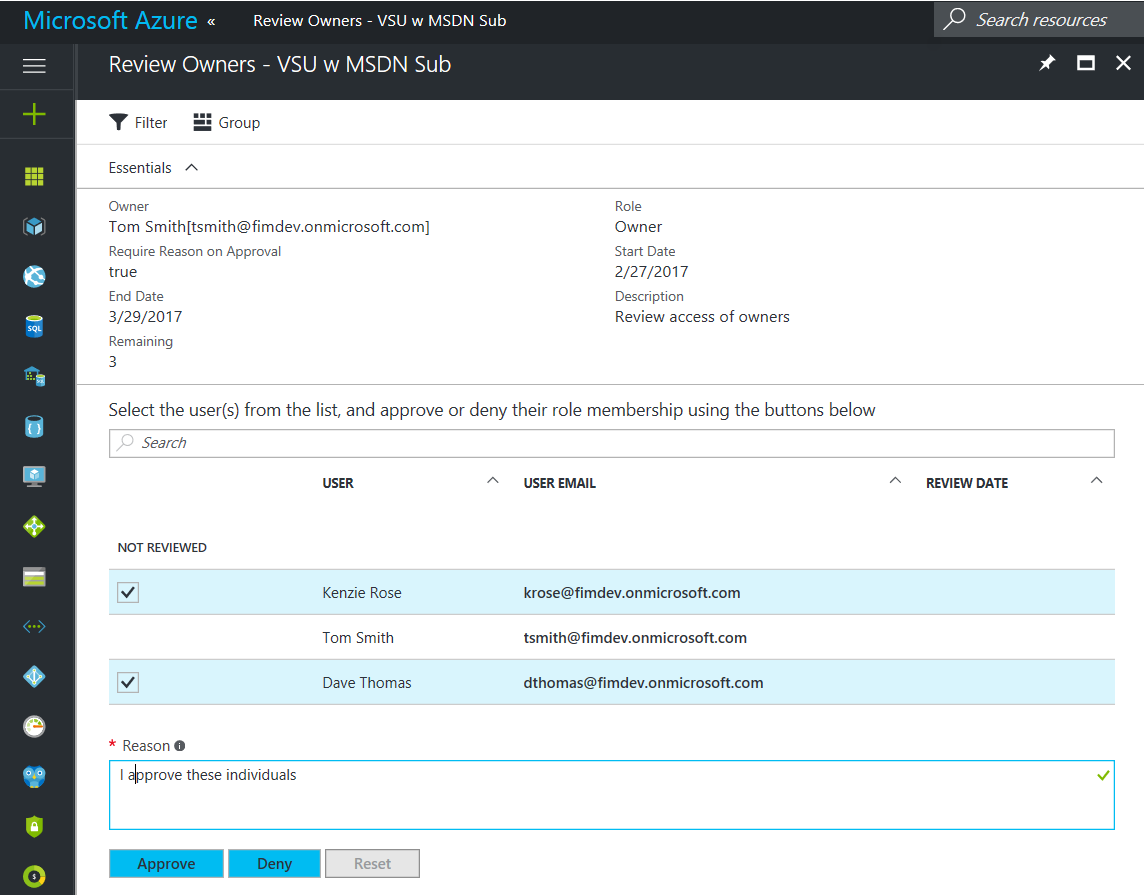 Microsoft Azure « Review Owners - VSU w MSDN Sub Search resources
Review Owners - VSU w MSDN Sub
Filter Group
Essentials
Owner Role
Tom Smith[tsmith@fimdev.onmicrosoft.com] Owner
Require Reason on Approval Start Date
true 2/27/2017
End Date Description
3/29/2017 Review access of owners
Remaining
3
Select the user(s) from the list, and approve or deny their role membership using the buttons below
Search
USER USER EMAIL REVIEW DATE
NOT REVIEWED
Kenzie Rose krose@fimdev.onmicrosoft.com
Tom Smith tsmith@fimdev.onmicrosoft.com
Dave Thomas dthomas@fimdev.onmicrosoft.com
* Reason
I approve these individuals
Approve Deny Reset